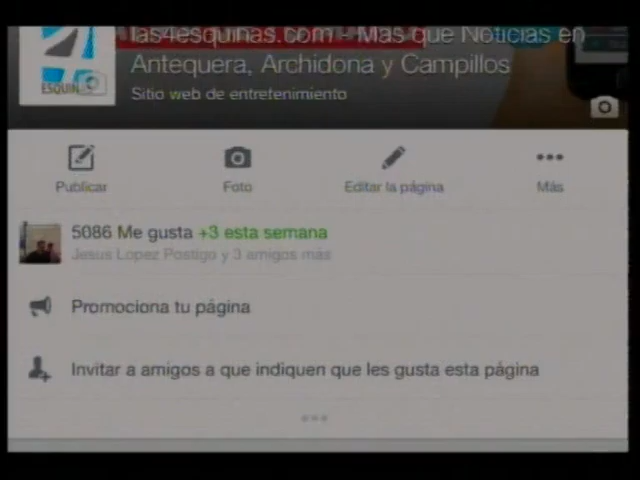 las4esquinas.com - Más que Noticias en
Antequera, Archidona y Campillos
ESQUIN
Sitio web de entretenimiento
Publicar
Foto
Editar la página
Más
5086 Me gusta +3 esta semana
Jesus Lopez Postigo y 3 amigos más
Promociona tu página
Invitar a amigos a que indiquen que les gusta esta página